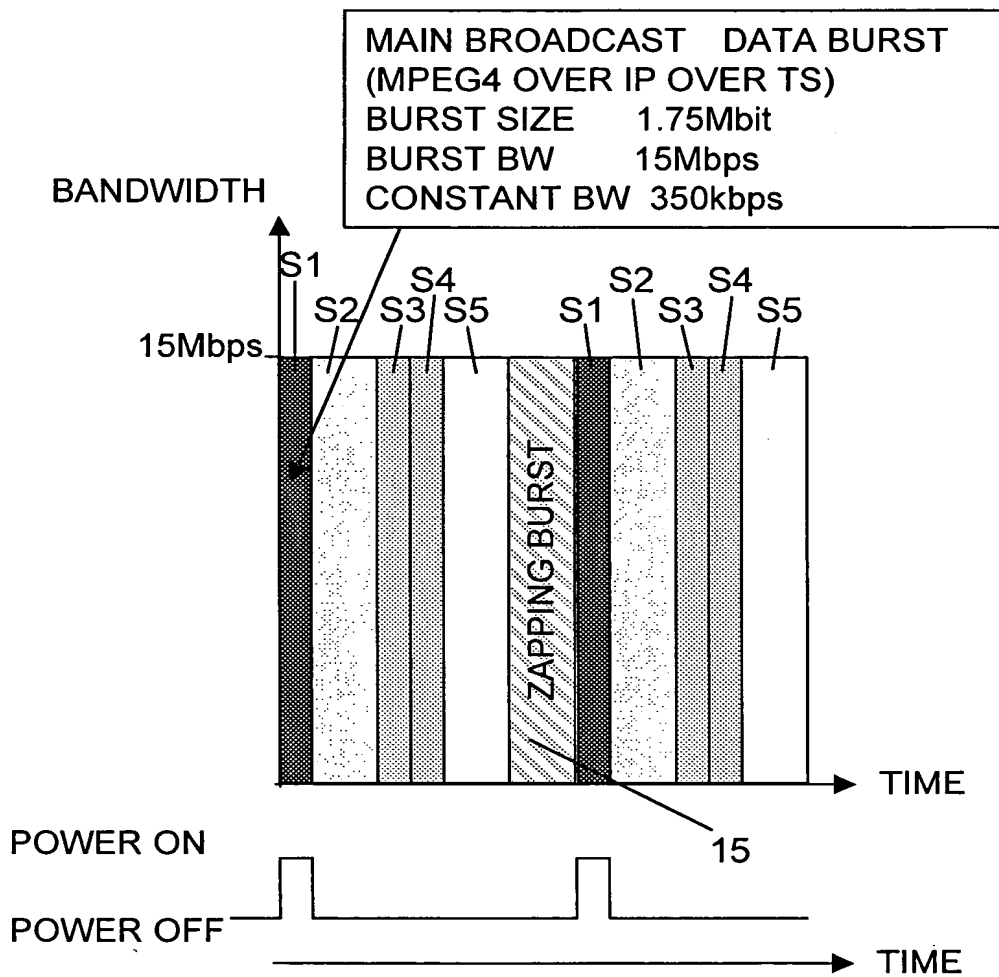 MAIN BROADCAST DATA BURST
(MPEG4 OVER IP OVER TS)
BURST SIZE 1.75Mbit
BURST BW 15Mbps
CONSTANT BW 350kbps
BANDWIDTH
S1
S2
S3
S4
S5
S1
S2
S3
S4
S5
15Mbps
ZAPPING BURST
TIME
15
POWER ON
POWER OFF
TIME